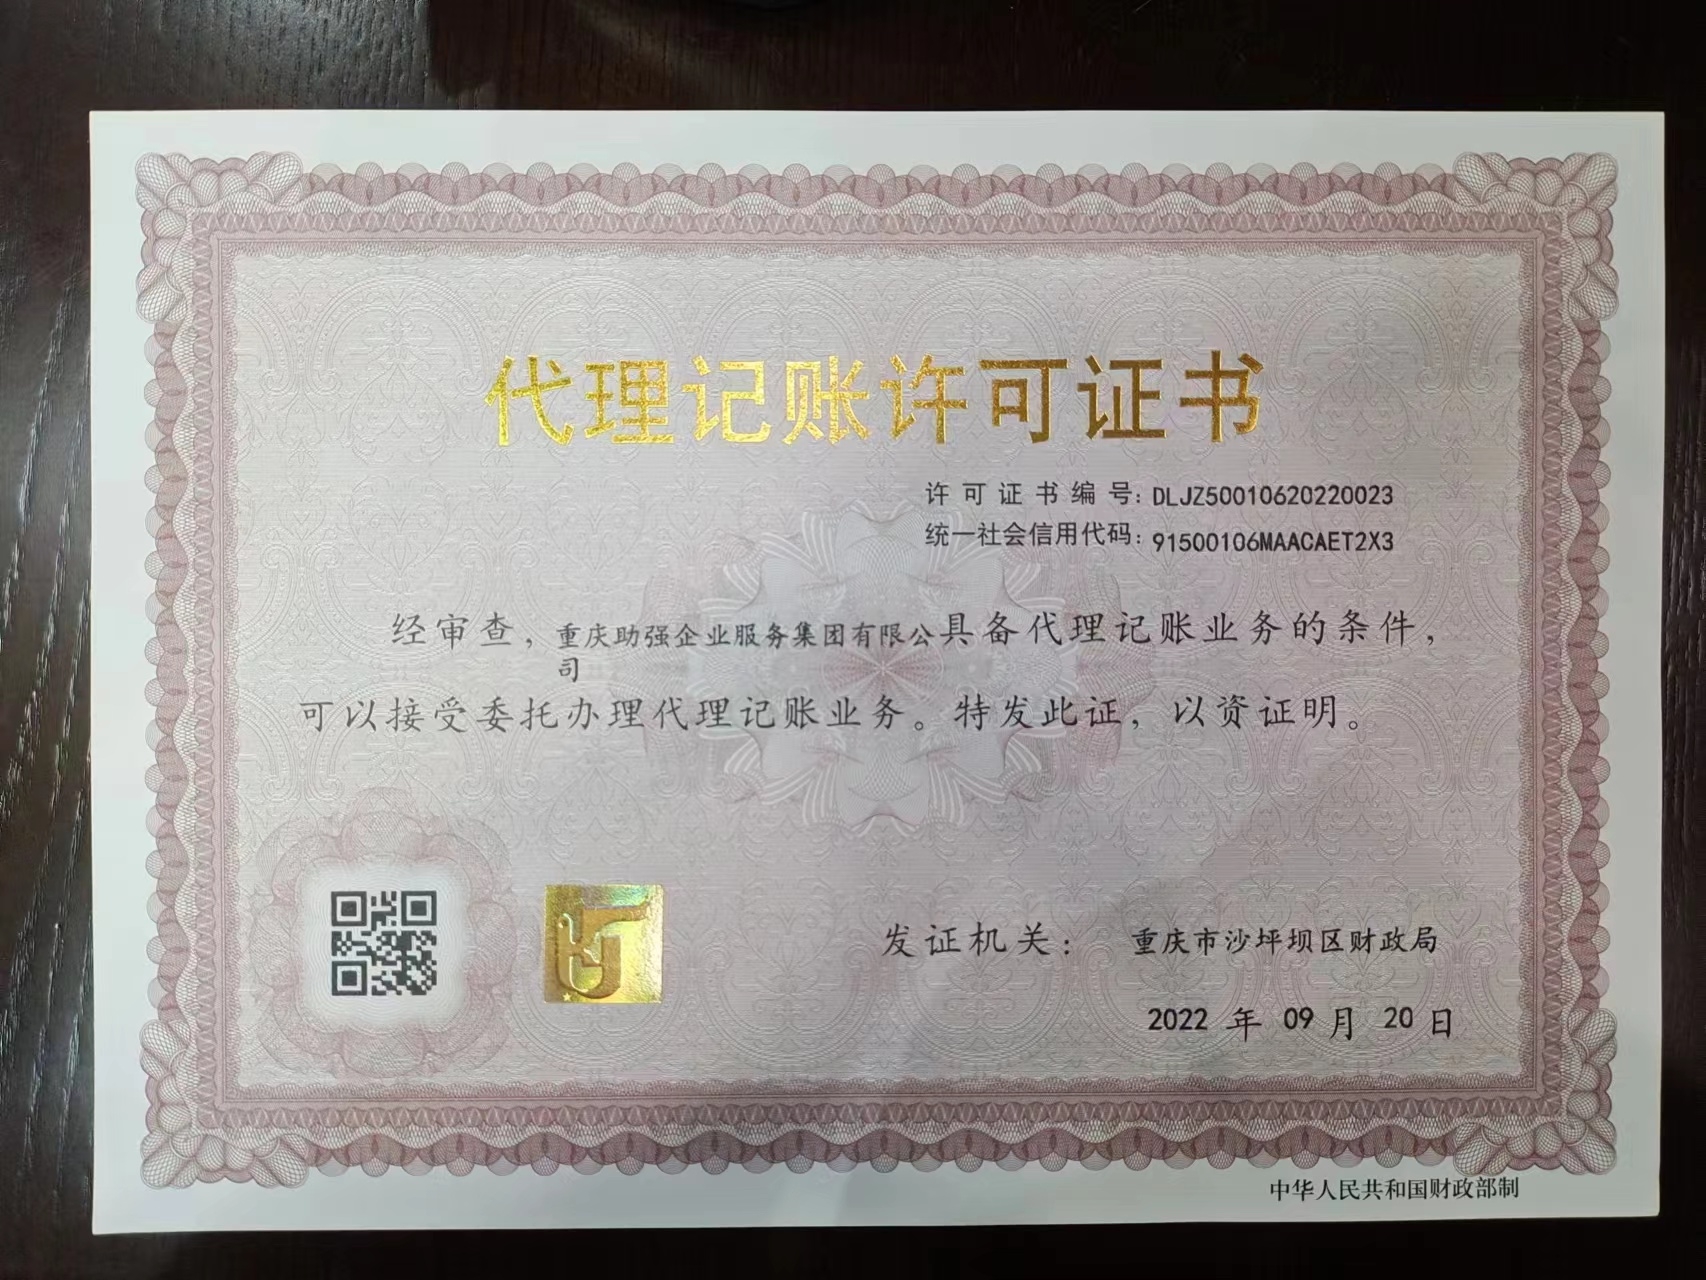 代理记账许可证书
许可证书编号：DLJZ50010620220023
统一社会信用代码：91500106MAACAET2X3
经审查，重庆助强企业服务集团有限公具备代理记账业务的条件，
司
可以接受委托办理代理记账业务。特发此证，以资证明。
发证机关：重庆市沙坪坝区财政局
2022 年 09 月 20 日
中华人民共和国财政部制